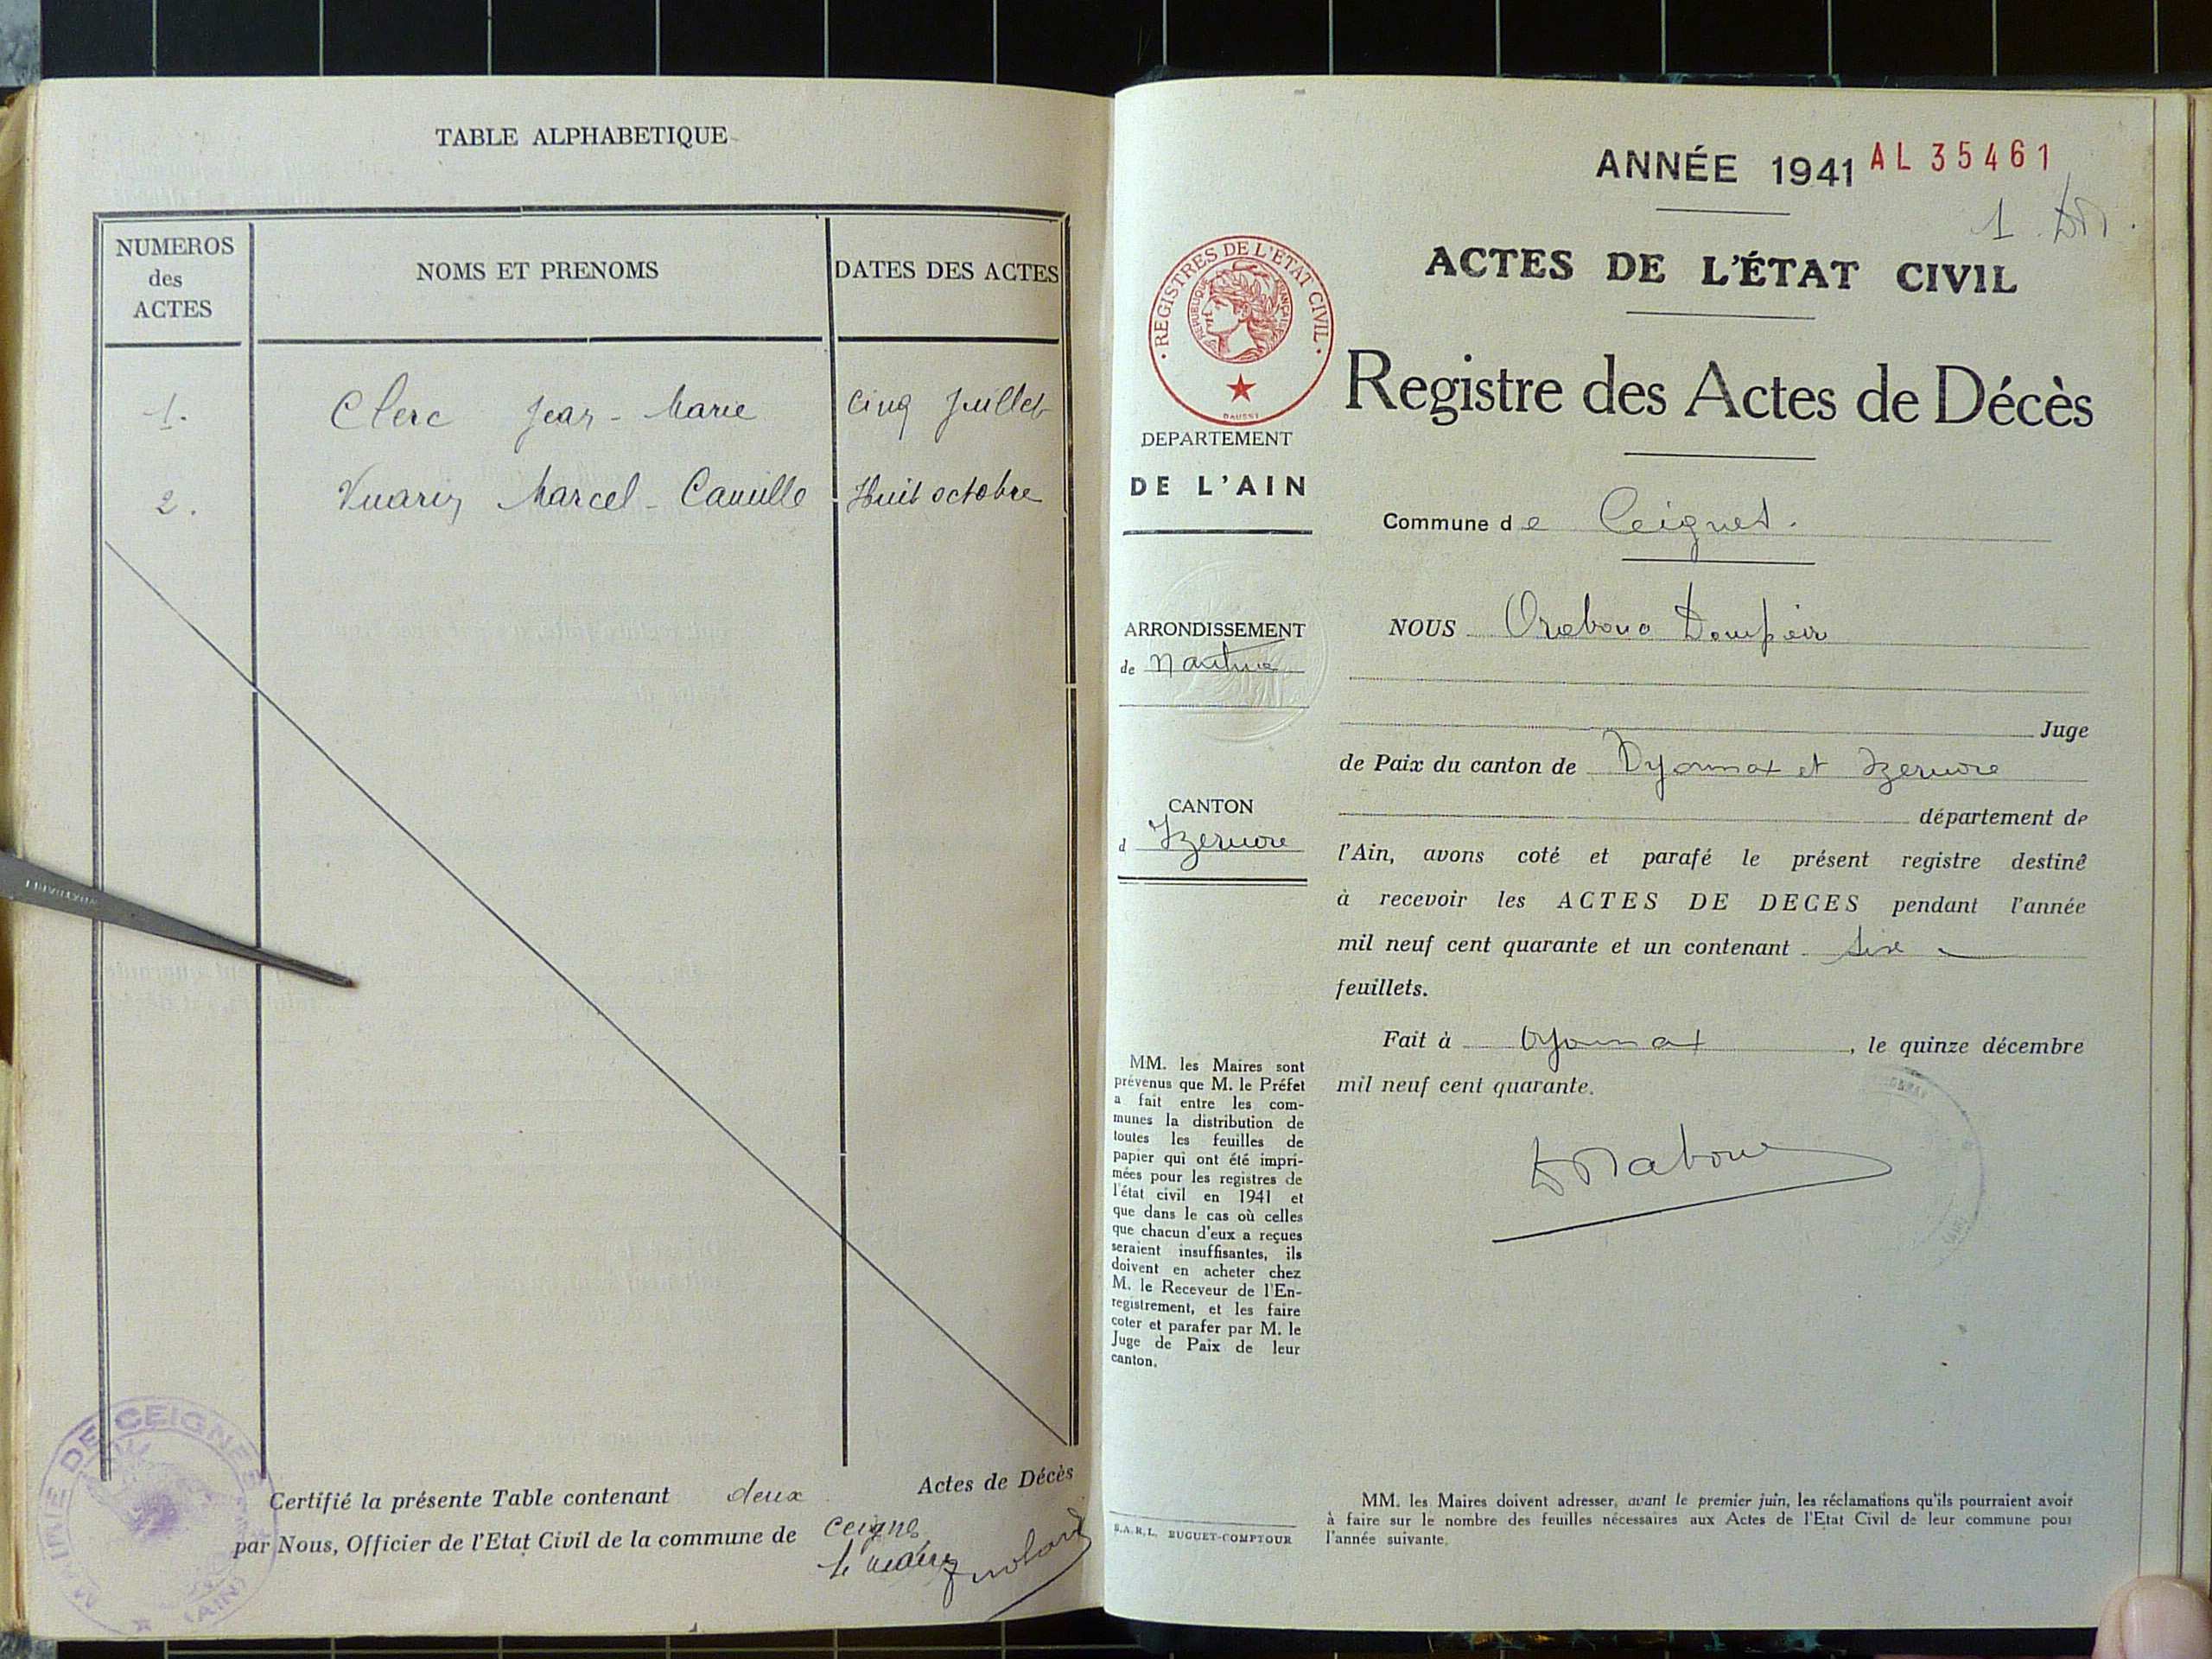 TABLE ALPHABETIQUE
NUMEROS
des
ACTES
NOMS ET PRENOMS
DATES DES ACTES
1. Clerc Jean-Marie Cinq Juillet
2. Vuarin Marcel-Camille Huit octobre
Certifié la présente Table contenant deux Actes de Décès
par Nous, Officier de l'Etat Civil de la commune de Ceignes
le maire
MAIRIE DE CEIGNES
(AIN)
ANNÉE 1941 AL 35461
1
ACTES DE L'ÉTAT CIVIL
REGISTRES DE L'ÉTAT CIVIL
RÉPUBLIQUE FRANÇAISE
DAUSSY
Registre des Actes de Décès
DEPARTEMENT
DE L'AIN
Commune de Ceignes.
ARRONDISSEMENT
de Nantua
NOUS
Juge
de Paix du canton de Oyonnax et Izernore
CANTON
d Izernore
département de
l'Ain, avons coté et parafé le présent registre destiné
à recevoir les ACTES DE DECES pendant l'année
mil neuf cent quarante et un contenant six
feuillets.
Fait à Oyonnax, le quinze décembre
mil neuf cent quarante.
MM. les Maires sont
prévenus que M. le Préfet
a fait entre les com-
munes la distribution de
toutes les feuilles de
papier qui ont été impri-
mées pour les registres de
l'état civil en 1941 et
que dans le cas où celles
que chacun d'eux a reçues
seraient insuffisantes, ils
doivent en acheter chez
M. le Receveur de l'En-
registrement, et les faire
coter et parafer par M. le
Juge de Paix de leur
canton.
S.A.R.L. BUGUET-COMPTOUR
MM. les Maires doivent adresser, avant le premier juin, les réclamations qu'ils pourraient avoir
à faire sur le nombre des feuilles nécessaires aux Actes de l'Etat Civil de leur commune pour
l'année suivante.